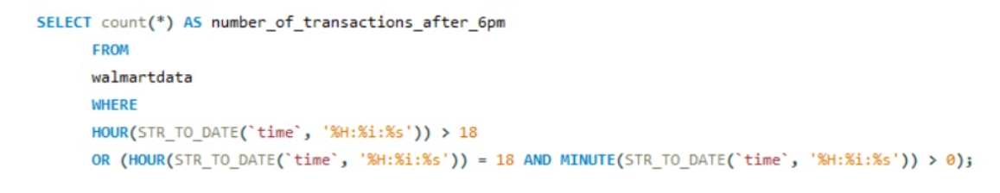 SELECT count(*) AS number_of_transactions_after_6pm
FROM
walmartdata
WHERE
HOUR(STR_TO_DATE(`time`, '%H:%i:%s')) > 18
OR (HOUR(STR_TO_DATE(`time`, '%H:%i:%s')) = 18 AND MINUTE(STR_TO_DATE(`time`, '%H:%i:%s')) > 0);